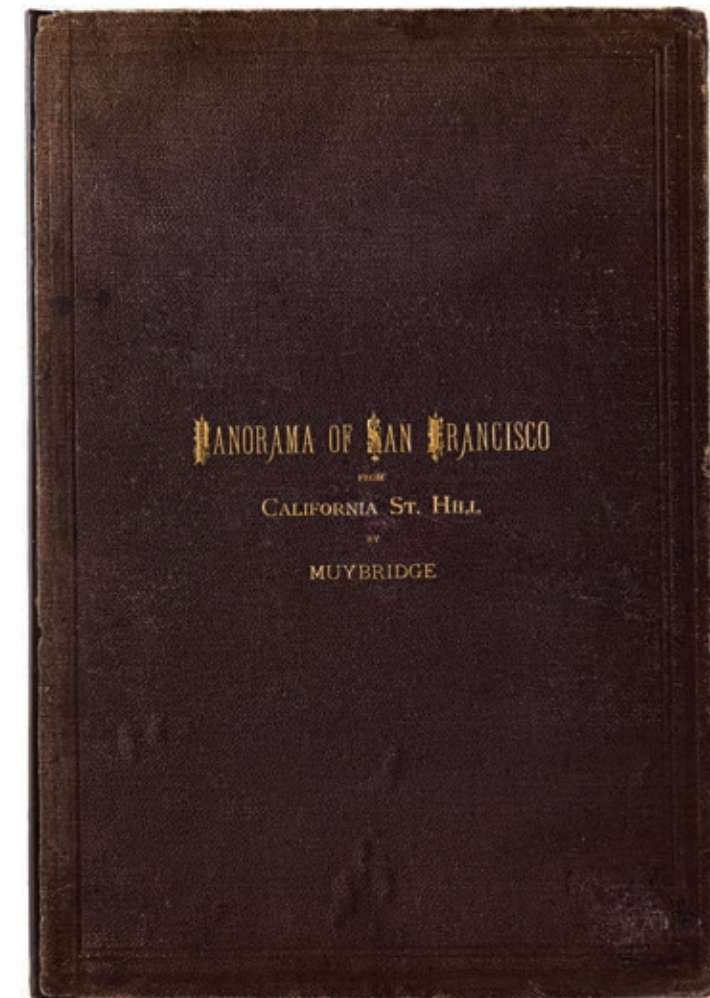 PANORAMA OF SAN FRANCISCO
FROM
CALIFORNIA ST. HILL
BY
MUYBRIDGE